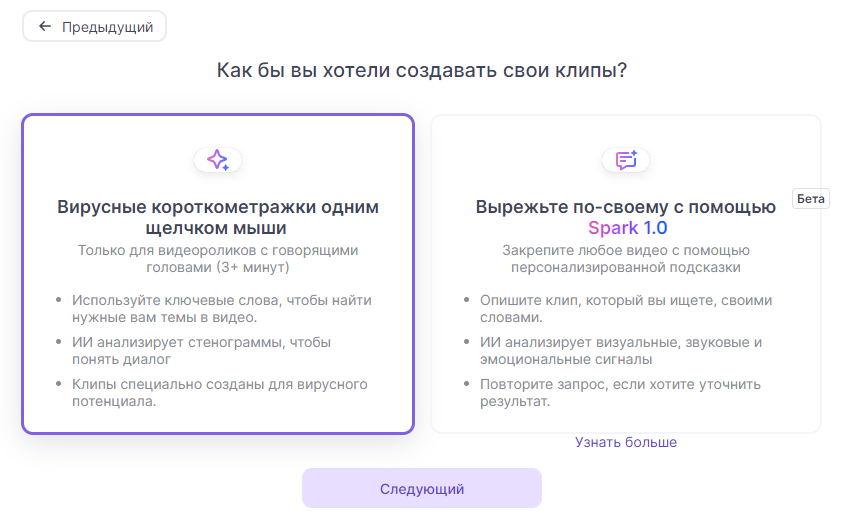 Предыдущий
Как бы вы хотели создавать свои клипы?
Вирусные короткометражки одним
щелчком мыши
Только для видеороликов с говорящими
головами (3+ минут)
Используйте ключевые слова, чтобы найти
нужные вам темы в видео.
ИИ анализирует стенограммы, чтобы
понять диалог
Клипы специально созданы для вирусного
потенциала.
Бета
Вырежьте по-своему с помощью
Spark 1.0
Закрепите любое видео с помощью
персонализированной подсказки
Опишите клип, который вы ищете, своими
словами.
ИИ анализирует визуальные, звуковые и
эмоциональные сигналы
Повторите запрос, если хотите уточнить
результат.
Узнать больше
Следующий